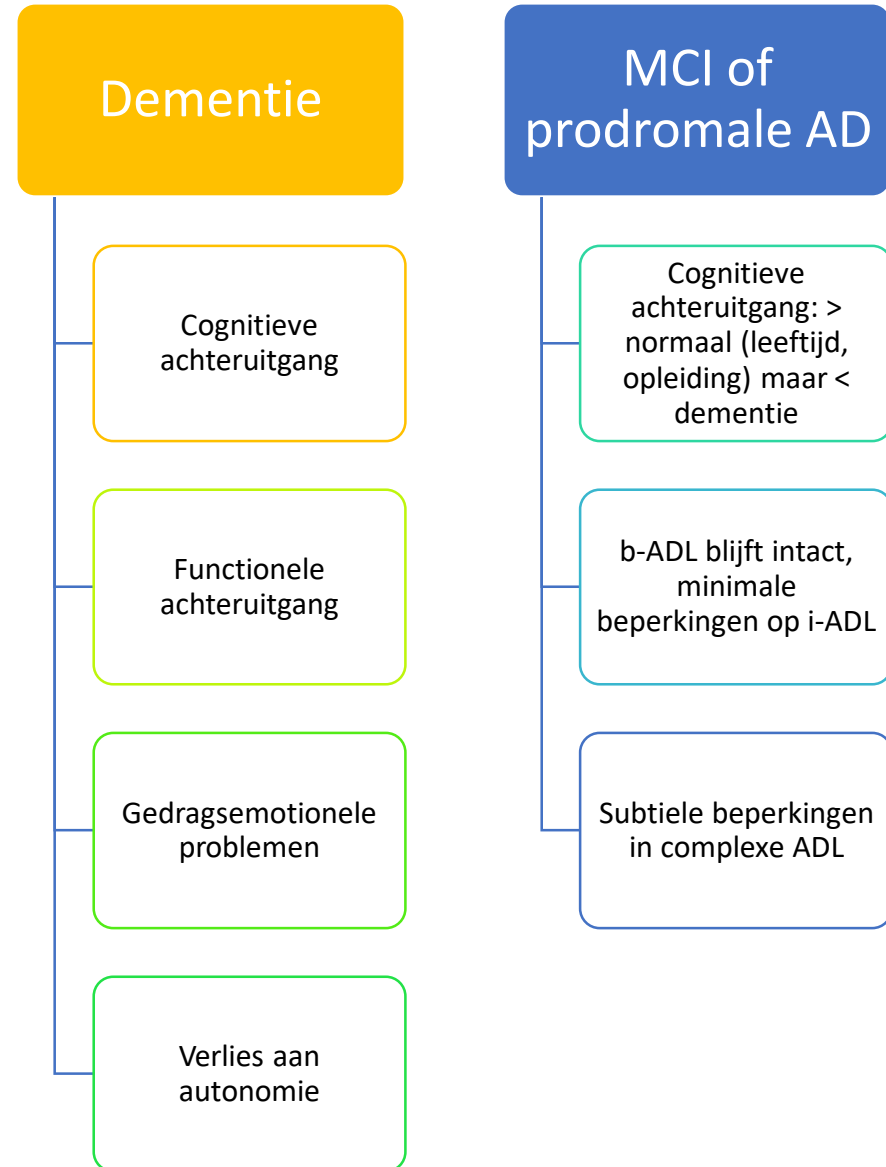 Dementie
Cognitieve
achteruitgang
Functionele
achteruitgang
Gedragsemotionele
problemen
Verlies aan
autonomie
MCI of
prodromale AD
Cognitieve
achteruitgang: >
normaal (leeftijd,
opleiding) maar <
dementie
b-ADL blijft intact,
minimale
beperkingen op i-ADL
Subtiele beperkingen
in complexe ADL